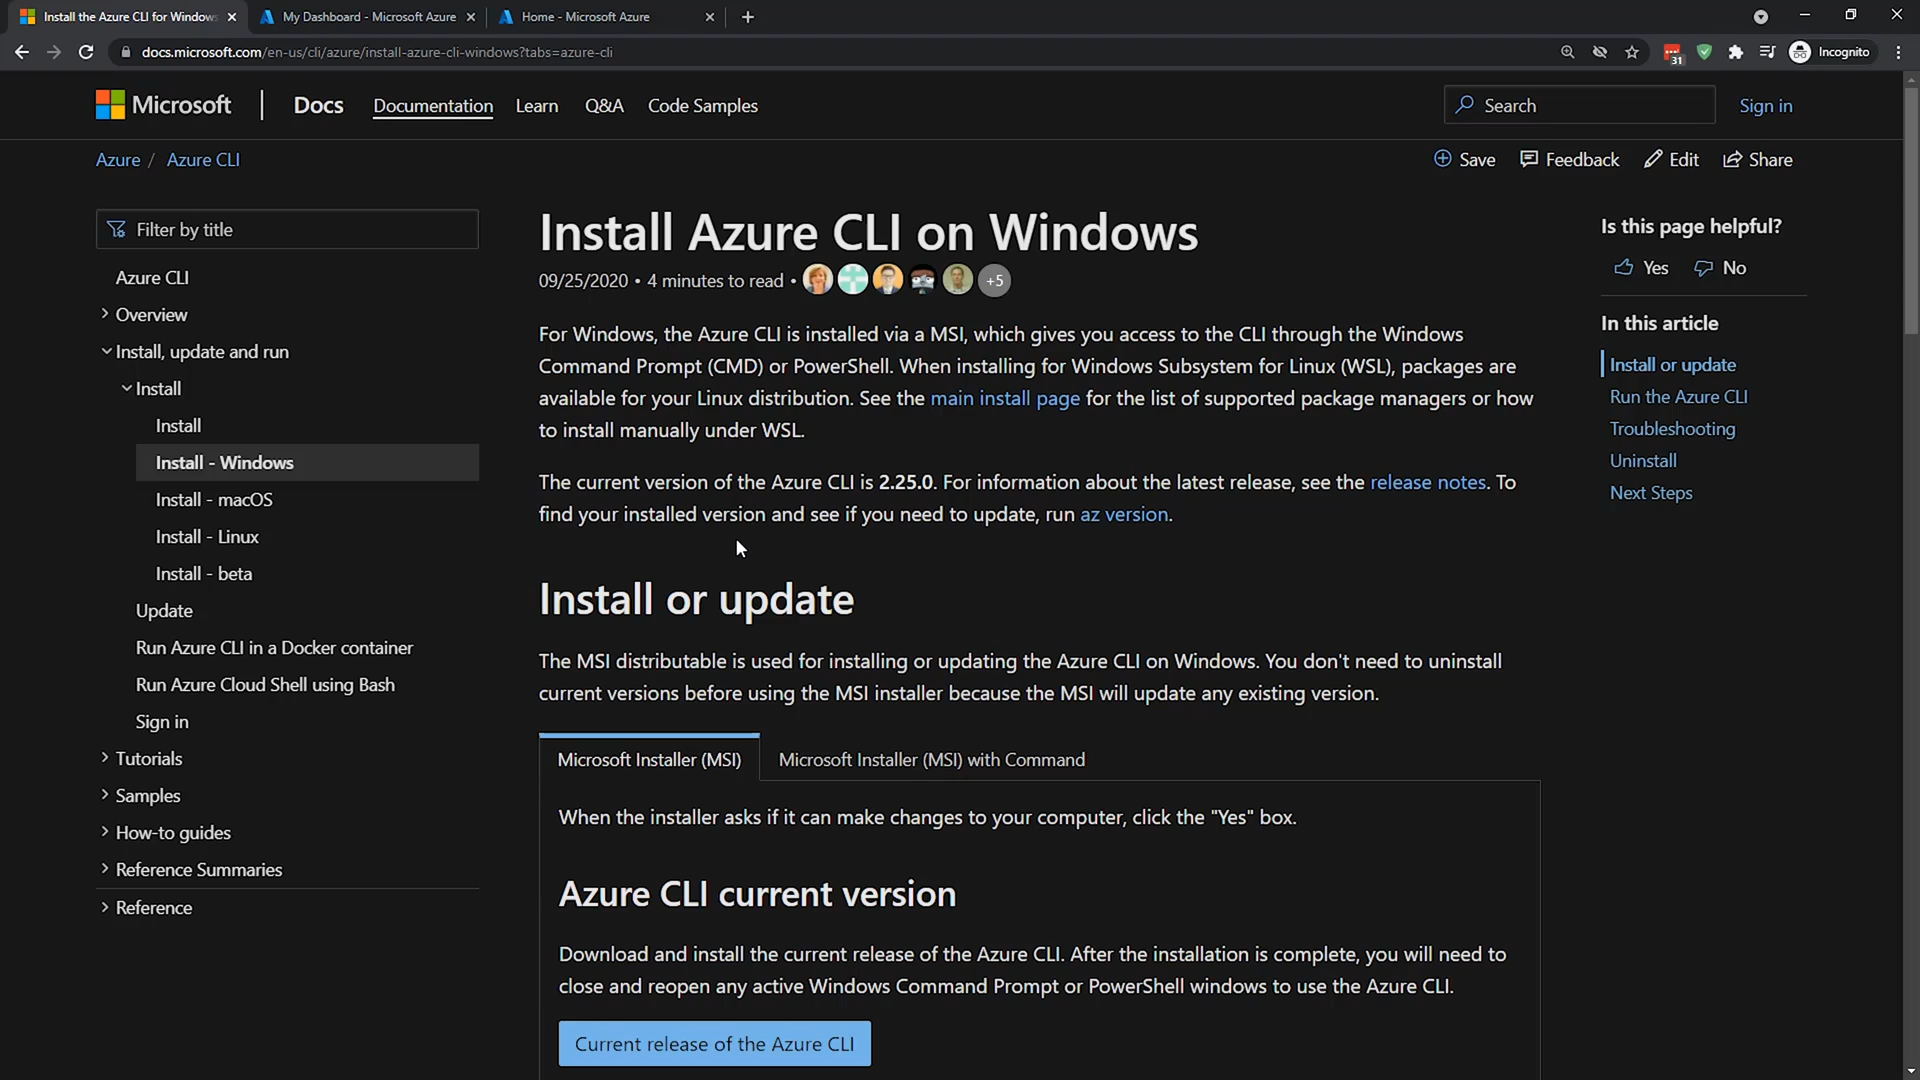 Install the Azure CLI for Window
My Dashboard - Microsoft Azure
Home - Microsoft Azure
docs.microsoft.com/en-us/cli/azure/install-azure-cli-windows?tabs=azure-cli
31
Incognito
Microsoft
Docs
Documentation
Learn
Q&A
Code Samples
Search
Sign in
Azure / Azure CLI
Save
Feedback
Edit
Share
Filter by title
Azure CLI
Overview
Install, update and run
Install
Install
Install - Windows
Install - macOS
Install - Linux
Install - beta
Update
Run Azure CLI in a Docker container
Run Azure Cloud Shell using Bash
Sign in
Tutorials
Samples
How-to guides
Reference Summaries
Reference
Install Azure CLI on Windows
09/25/2020 • 4 minutes to read • +5
For Windows, the Azure CLI is installed via a MSI, which gives you access to the CLI through the Windows
Command Prompt (CMD) or PowerShell. When installing for Windows Subsystem for Linux (WSL), packages are
available for your Linux distribution. See the main install page for the list of supported package managers or how
to install manually under WSL.
The current version of the Azure CLI is 2.25.0. For information about the latest release, see the release notes. To
find your installed version and see if you need to update, run az version.
Install or update
The MSI distributable is used for installing or updating the Azure CLI on Windows. You don't need to uninstall
current versions before using the MSI installer because the MSI will update any existing version.
Microsoft Installer (MSI)
Microsoft Installer (MSI) with Command
When the installer asks if it can make changes to your computer, click the "Yes" box.
Azure CLI current version
Download and install the current release of the Azure CLI. After the installation is complete, you will need to
close and reopen any active Windows Command Prompt or PowerShell windows to use the Azure CLI.
Current release of the Azure CLI
Is this page helpful?
Yes
No
In this article
Install or update
Run the Azure CLI
Troubleshooting
Uninstall
Next Steps